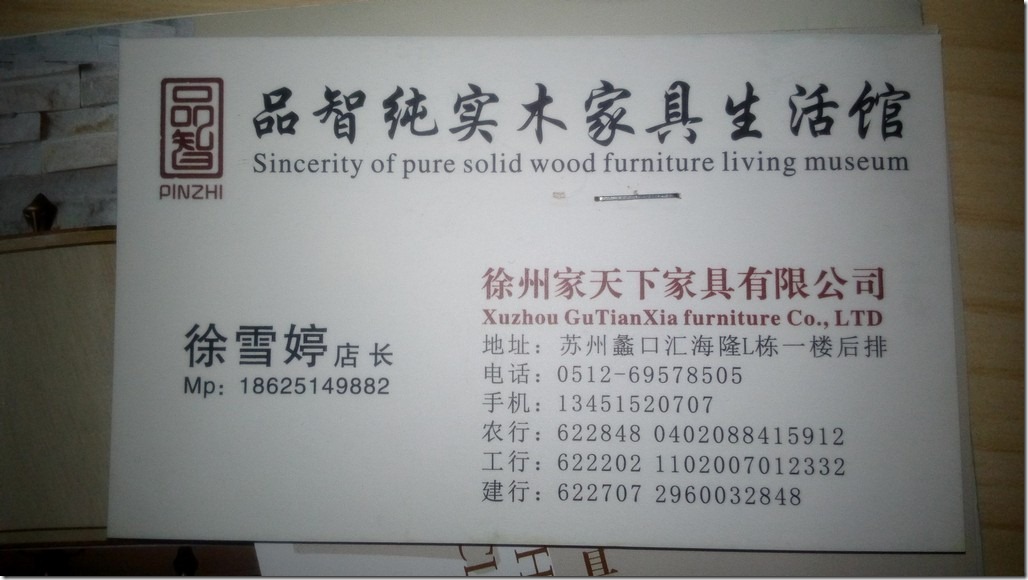 品智
PINZHI
品智纯实木家具生活馆
Sincerity of pure solid wood furniture living museum
徐雪婷 店长
Mp: 18625149882
徐州家天下家具有限公司
Xuzhou GuTianXia furniture Co., LTD
地址：苏州蠡口汇海隆L栋一楼后排
电话：0512-69578505
手机：13451520707
农行：622848 0402088415912
工行：622202 1102007012332
建行：622707 2960032848